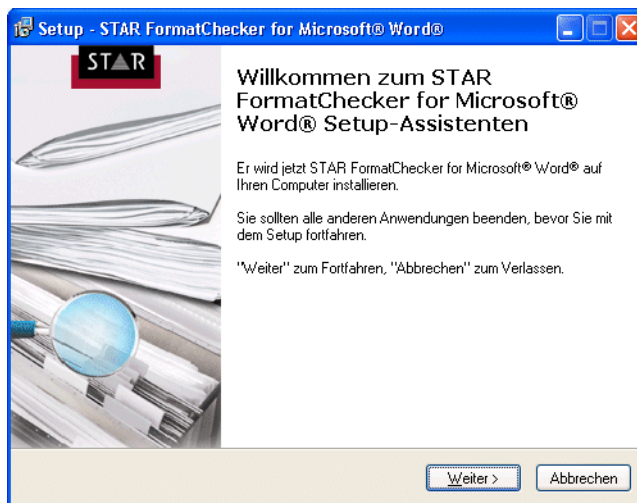 Setup - STAR FormatChecker for Microsoft® Word®
STAR
Willkommen zum STAR
FormatChecker for Microsoft®
Word® Setup-Assistenten
Er wird jetzt STAR FormatChecker for Microsoft® Word® auf
Ihren Computer installieren.
Sie sollten alle anderen Anwendungen beenden, bevor Sie mit
dem Setup fortfahren.
"Weiter" zum Fortfahren, "Abbrechen" zum Verlassen.
Weiter >
Abbrechen